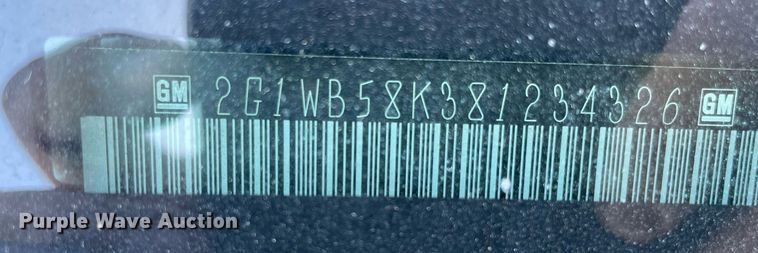 GM 2G1WB58K381234326 GM
Purple Wave Auction